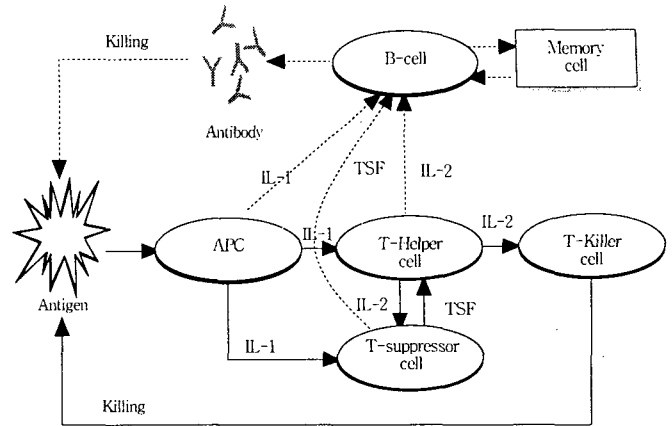 Killing
B-cell
Memory
cell
Antibody
IL-1
TSF
IL-2
APC
IL-1
T-Helper
cell
IL-2
T-Killer
cell
Antigen
IL-2
TSF
IL-1
T-suppressor
cell
Killing